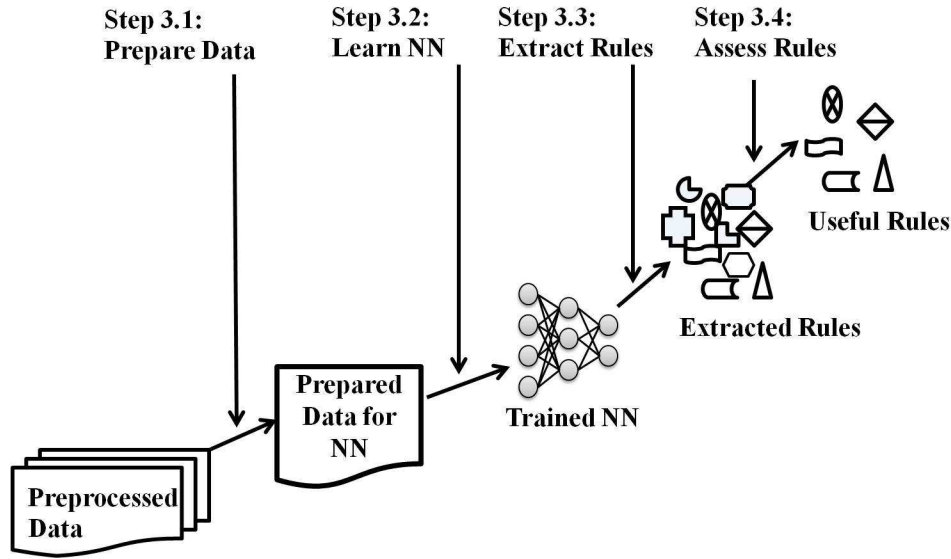 Step 3.1:
Prepare Data
Step 3.2:
Learn NN
Step 3.3:
Extract Rules
Step 3.4:
Assess Rules
Useful Rules
Extracted Rules
Trained NN
Prepared
Data for
NN
Preprocessed
Data